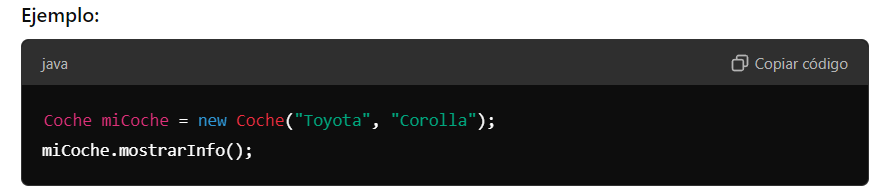 Ejemplo:
java
Copiar código
Coche miCoche = new Coche("Toyota", "Corolla");
miCoche.mostrarInfo();